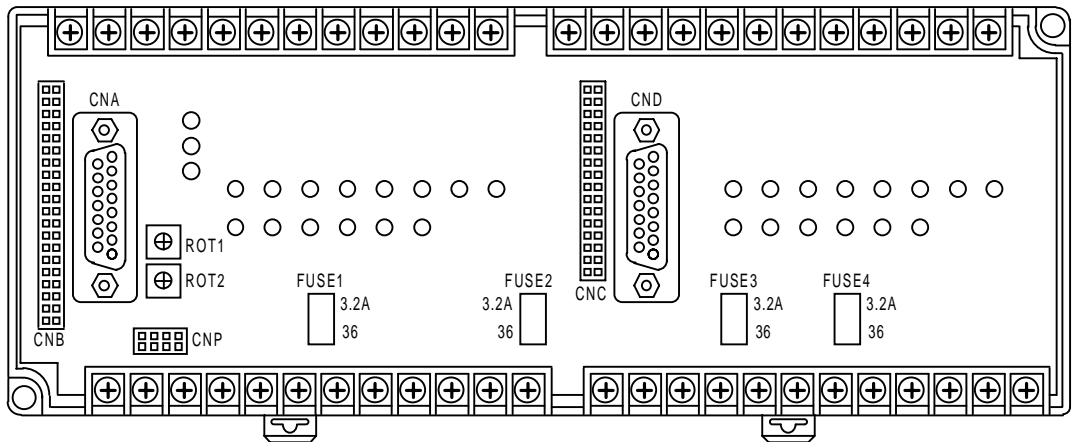 CNA
CND
ROT1
ROT2
FUSE1
FUSE2
CNC
FUSE3
FUSE4
3.2A
3.2A
3.2A
3.2A
36
36
36
36
CNB
CNP